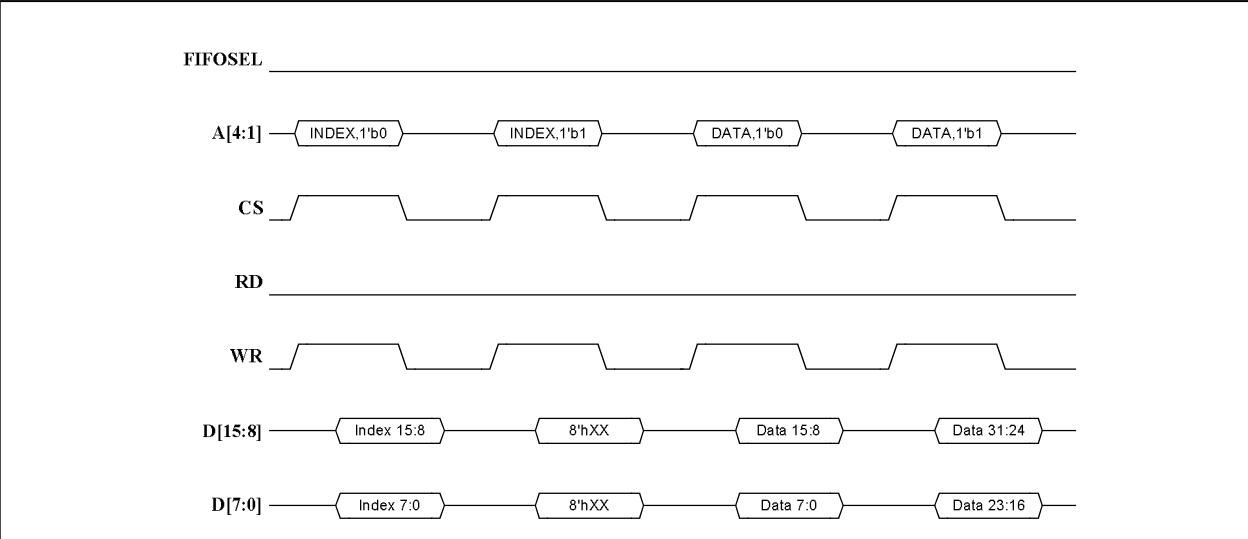 FIFOSEL
A[4:1] INDEX,1'b0 INDEX,1'b1 DATA,1'b0 DATA,1'b1
CS
RD
WR
D[15:8] Index 15:8 8'hXX Data 15:8 Data 31:24
D[7:0] Index 7:0 8'hXX Data 7:0 Data 23:16